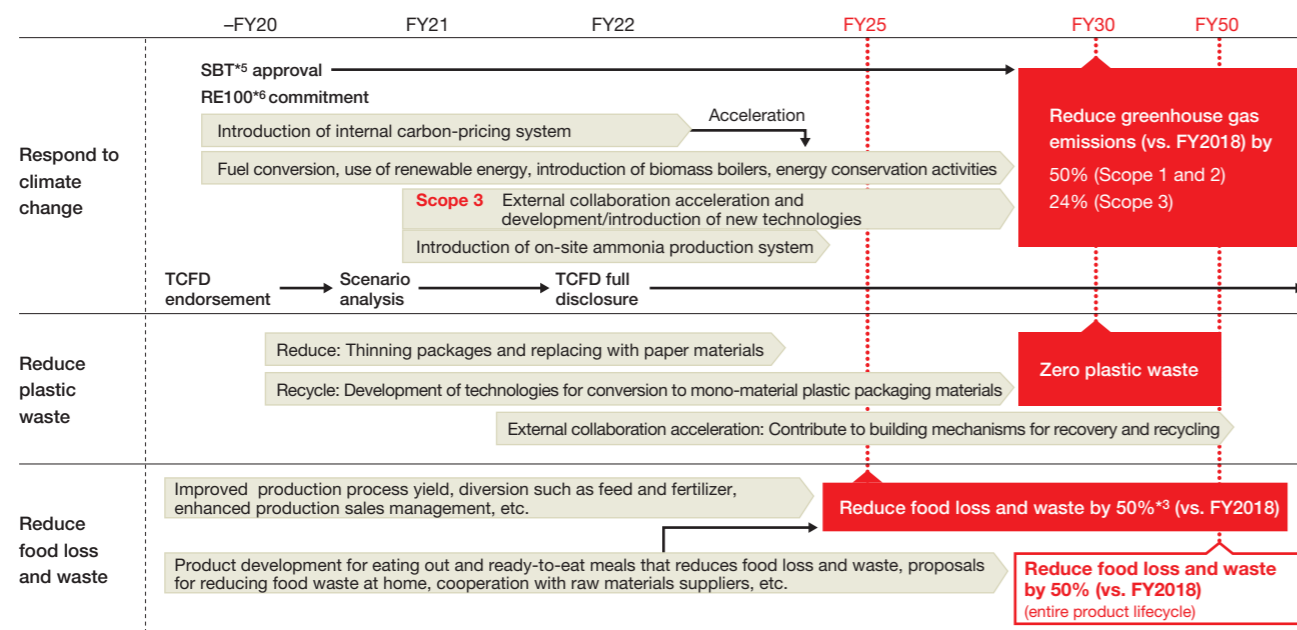 –FY20 FY21 FY22 FY25 FY30 FY50
Respond to
climate
change
SBT*5 approval
RE100*6 commitment
Introduction of internal carbon-pricing system
Acceleration
Fuel conversion, use of renewable energy, introduction of biomass boilers, energy conservation activities
Scope 3 External collaboration acceleration and
development/introduction of new technologies
Introduction of on-site ammonia production system
TCFD
endorsement
Scenario
analysis
TCFD full
disclosure
Reduce greenhouse gas
emissions (vs. FY2018) by
50% (Scope 1 and 2)
24% (Scope 3)
Reduce
plastic
waste
Reduce: Thinning packages and replacing with paper materials
Recycle: Development of technologies for conversion to mono-material plastic packaging materials
External collaboration acceleration: Contribute to building mechanisms for recovery and recycling
Zero plastic waste
Reduce
food loss
and waste
Improved production process yield, diversion such as feed and fertilizer,
enhanced production sales management, etc.
Reduce food loss and waste by 50%*3 (vs. FY2018)
Product development for eating out and ready-to-eat meals that reduces food loss and waste, proposals
for reducing food waste at home, cooperation with raw materials suppliers, etc.
Reduce food loss and waste
by 50% (vs. FY2018)
(entire product lifecycle)